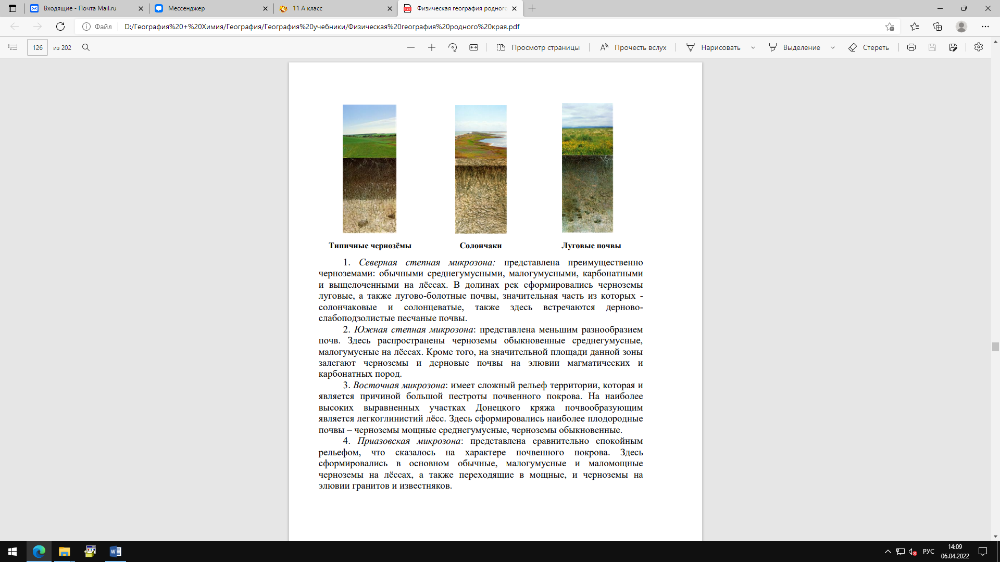 Входящие - Почта Mail.ru
Мессенджер
11 А класс
Физическая география родного
Файл
D:/География%20+%20Химия/География/География%20учебники/Физическая%20география%20родного%20края.pdf
126 из 202
Просмотр страницы
Прочесть вслух
Нарисовать
Выделение
Стереть
Типичные чернозёмы
Солончаки
Луговые почвы
1. Северная степная микрозона: представлена преимущественно
черноземами: обычными среднегумусными, малогумусными, карбонатными
и выщелоченными на лёссах. В долинах рек сформировались черноземы
луговые, а также лугово-болотные почвы, значительная часть из которых -
солончаковые и солонцеватые, также здесь встречаются дерново-
слабоподзолистые песчаные почвы.
2. Южная степная микрозона: представлена меньшим разнообразием
почв. Здесь распространены черноземы обыкновенные среднегумусные,
малогумусные на лёссах. Кроме того, на значительной площади данной зоны
залегают черноземы и дерновые почвы на элювии магматических и
карбонатных пород.
3. Восточная микрозона: имеет сложный рельеф территории, которая и
является причиной большой пестроты почвенного покрова. На наиболее
высоких выравненных участках Донецкого кряжа почвообразующим
является легкоглинистий лёсс. Здесь сформировались наиболее плодородные
почвы – черноземы мощные среднегумусные, черноземы обыкновенные.
4. Приазовская микрозона: представлена сравнительно спокойным
рельефом, что сказалось на характере почвенного покрова. Здесь
сформировались в основном обычные, малогумусные и маломощные
черноземы на лёссах, а также переходящие в мощные, и черноземы на
элювии гранитов и известняков.
РУС
14:09
06.04.2022